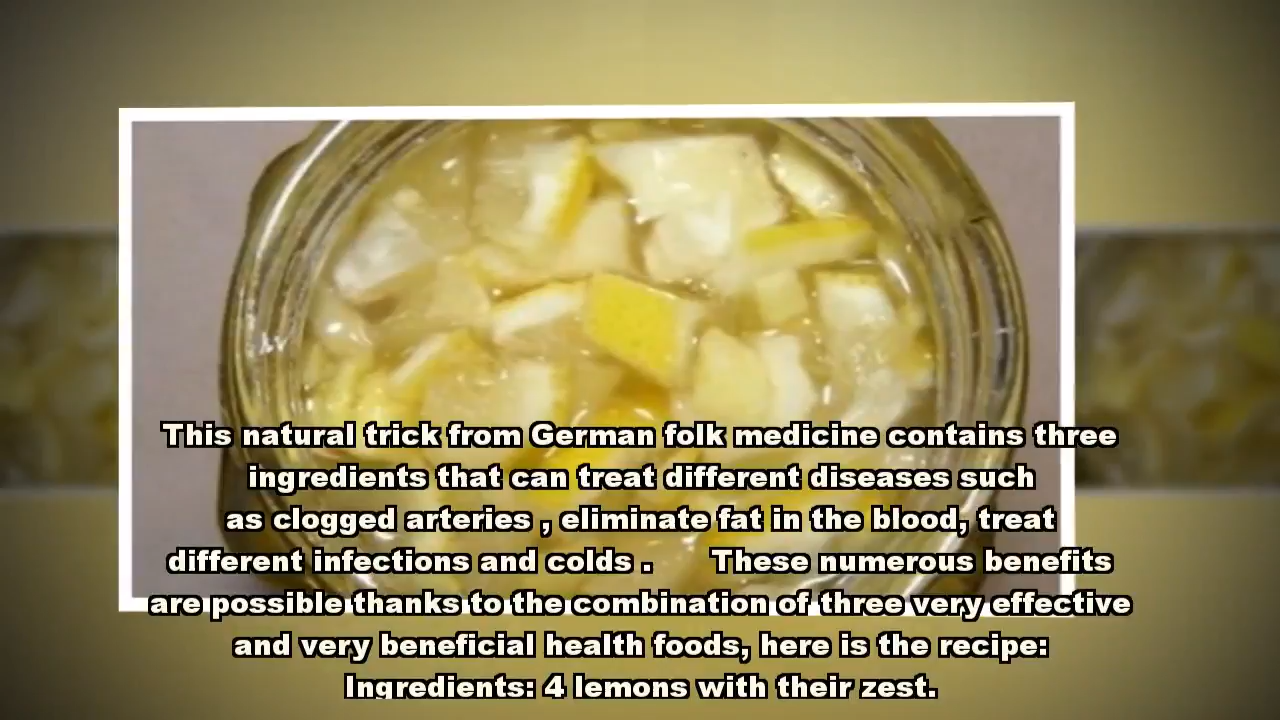 This natural trick from German folk medicine contains three
ingredients that can treat different diseases such
as clogged arteries , eliminate fat in the blood, treat
different infections and colds . These numerous benefits
are possible thanks to the combination of three very effective
and very beneficial health foods, here is the recipe:
Ingredients: 4 lemons with their zest.